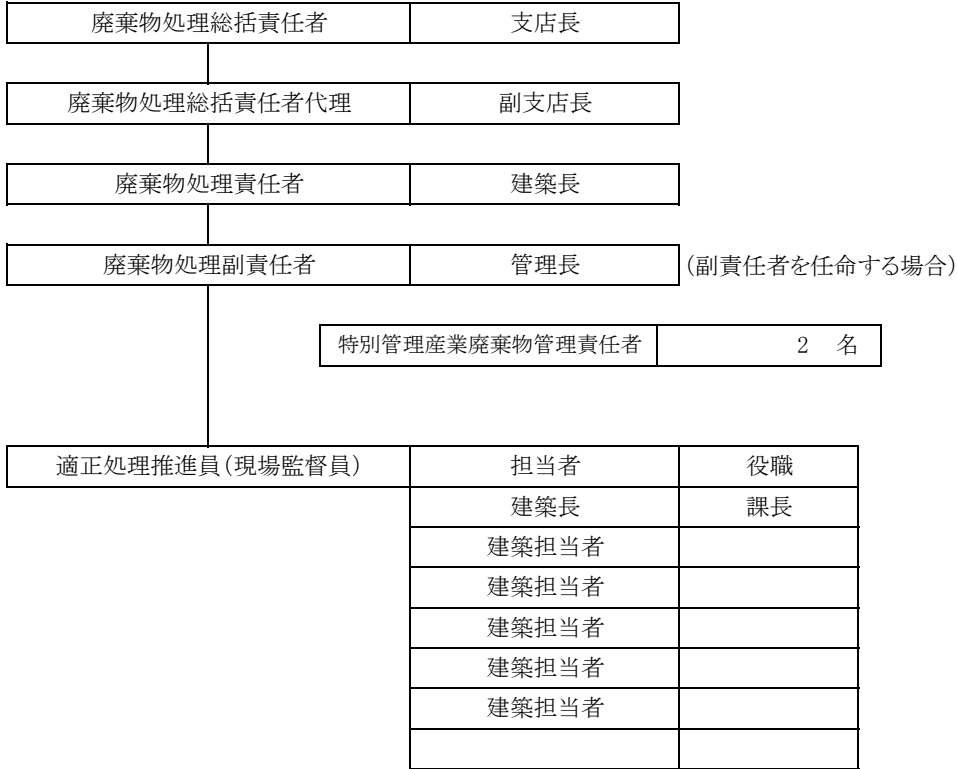 廃棄物処理総括責任者 支店長
廃棄物処理総括責任者代理 副支店長
廃棄物処理責任者 建築長
廃棄物処理副責任者 管理長 (副責任者を任命する場合)
特別管理産業廃棄物管理責任者 2 名
適正処理推進員(現場監督員) 担当者 役職
建築長 課長
建築担当者
建築担当者
建築担当者
建築担当者
建築担当者